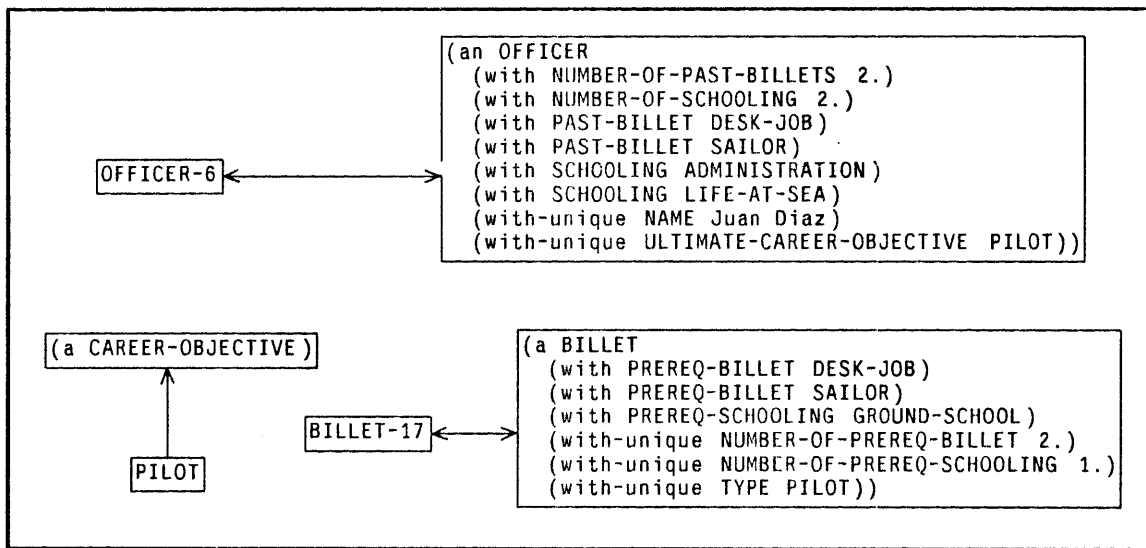 (an OFFICER
(with NUMBER-OF-PAST-BILLETS 2.)
(with NUMBER-OF-SCHOOLING 2.)
(with PAST-BILLET DESK-JOB)
(with PAST-BILLET SAILOR)
(with SCHOOLING ADMINISTRATION)
(with SCHOOLING LIFE-AT-SEA)
(with-unique NAME Juan Diaz)
(with-unique ULTIMATE-CAREER-OBJECTIVE PILOT))
OFFICER-6
(a CAREER-OBJECTIVE)
PILOT
BILLET-17
(a BILLET
(with PREREQ-BILLET DESK-JOB)
(with PREREQ-BILLET SAILOR)
(with PREREQ-SCHOOLING GROUND-SCHOOL)
(with-unique NUMBER-OF-PREREQ-BILLET 2.)
(with-unique NUMBER-OF-PREREQ-SCHOOLING 1.)
(with-unique TYPE PILOT))